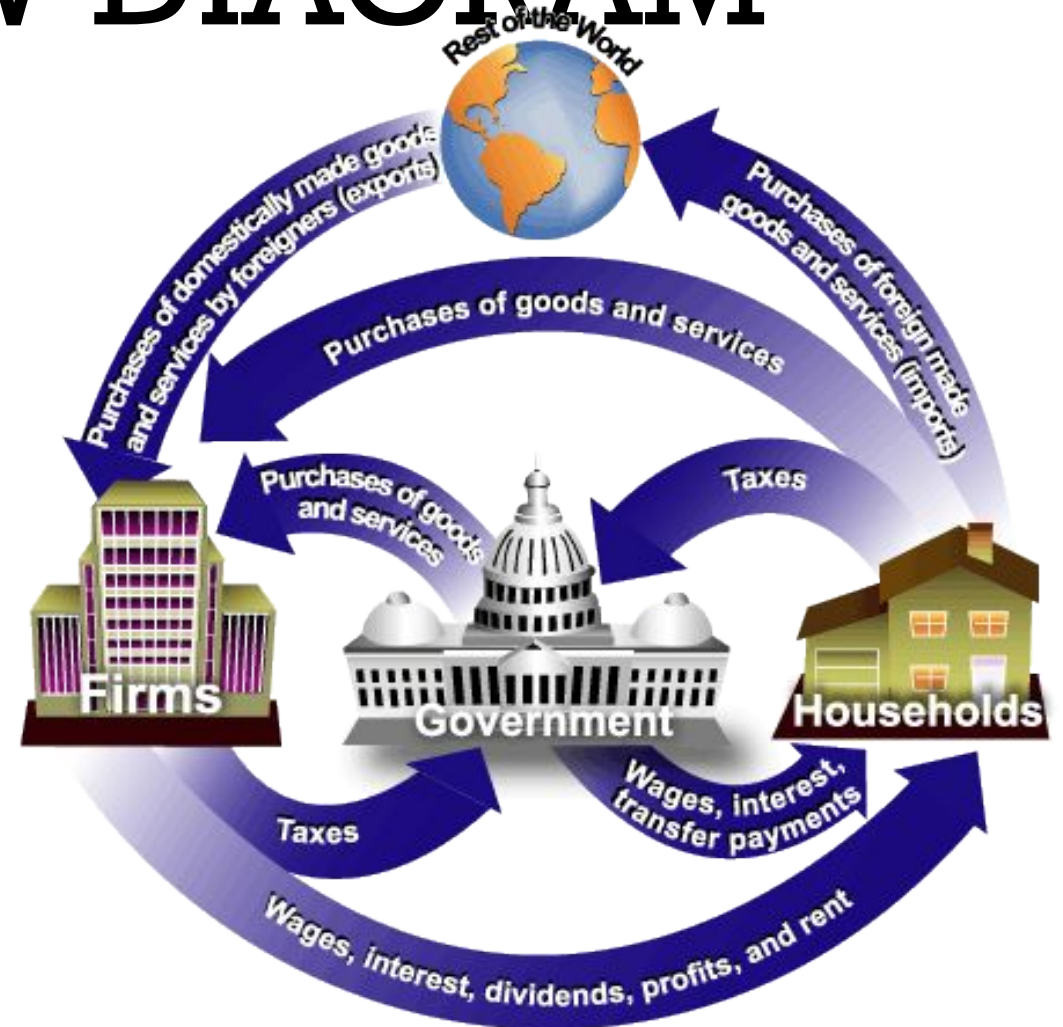 DIAGRAM
Rest of the World
Purchases of domestically made goods
and services by foreigners (exports)
Purchases of foreign made
goods and services (imports)
Purchases of goods and services
Purchases of goods
and services
Taxes
Firms
Government
Households
Taxes
Wages, interest,
transfer payments
Wages, interest, dividends, profits, and rent